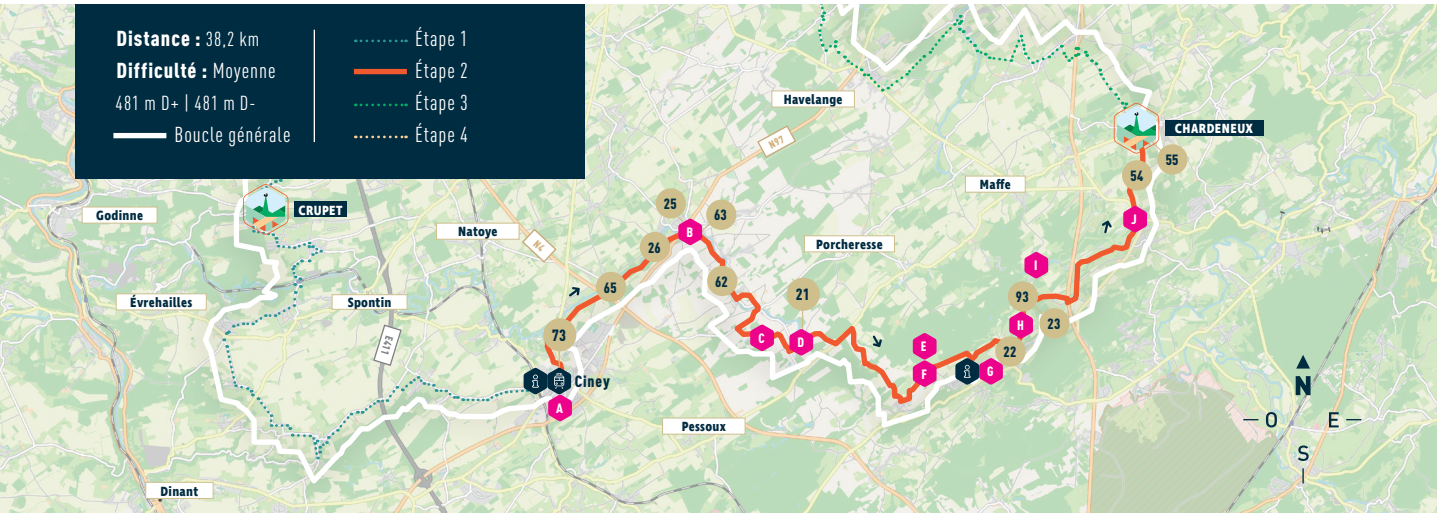 Distance : 38,2 km
Difficulté : Moyenne
481 m D+ | 481 m D-
Boucle générale
Étape 1
Étape 2
Étape 3
Étape 4
Havelange
N97
CHARDENEUX
55
54
Maffe
CRUPET
Godinne
25
63
J
Natoye
N4
B
26
Porcheresse
I
65
62
21
93
Évrehailles
Spontin
E411
73
H
23
C
D
E
22
F
i
G
i
Ciney
A
Pessoux
Dinant
N
O
E
S